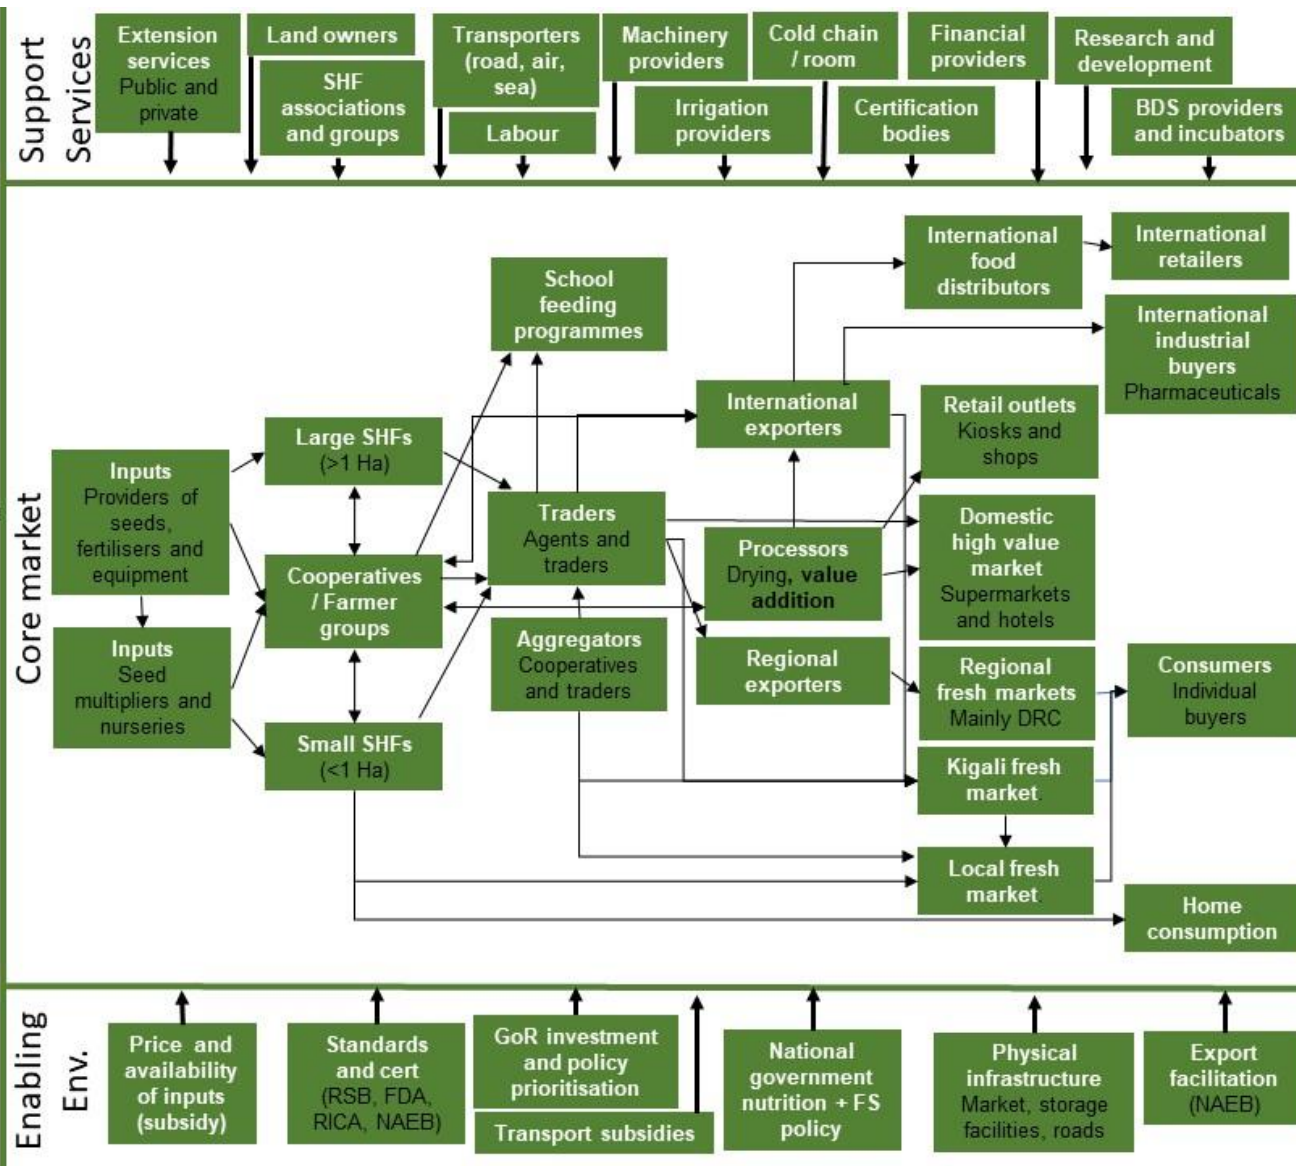 Support
Services
Extension
services
Public and
private
Land owners
SHF
associations
and groups
Transporters
(road, air,
sea)
Labour
Machinery
providers
Irrigation
providers
Cold chain
/ room
Certification
bodies
Financial
providers
Research and
development
BDS providers
and incubators
Core market
International
food
distributors
International
retailers
School
feeding
programmes
International
industrial
buyers
Pharmaceuticals
International
exporters
Retail outlets
Kiosks and
shops
Large SHFs
(>1 Ha)
Inputs
Providers of
seeds,
fertilisers and
equipment
Traders
Agents and
traders
Processors
Drying, value
addition
Domestic
high value
market
Supermarkets
and hotels
Cooperatives
/ Farmer
groups
Inputs
Seed
multipliers and
nurseries
Aggregators
Cooperatives
and traders
Regional
exporters
Regional
fresh markets
Mainly DRC
Consumers
Individual
buyers
Small SHFs
(<1 Ha)
Kigali fresh
market
Local fresh
market
Home
consumption
Enabling
Env.
Price and
availability
of inputs
(subsidy)
Standards
and cert
(RSB, FDA,
RICA, NAEB)
GoR investment
and policy
prioritisation
Transport subsidies
National
government
nutrition + FS
policy
Physical
infrastructure
Market, storage
facilities, roads
Export
facilitation
(NAEB)